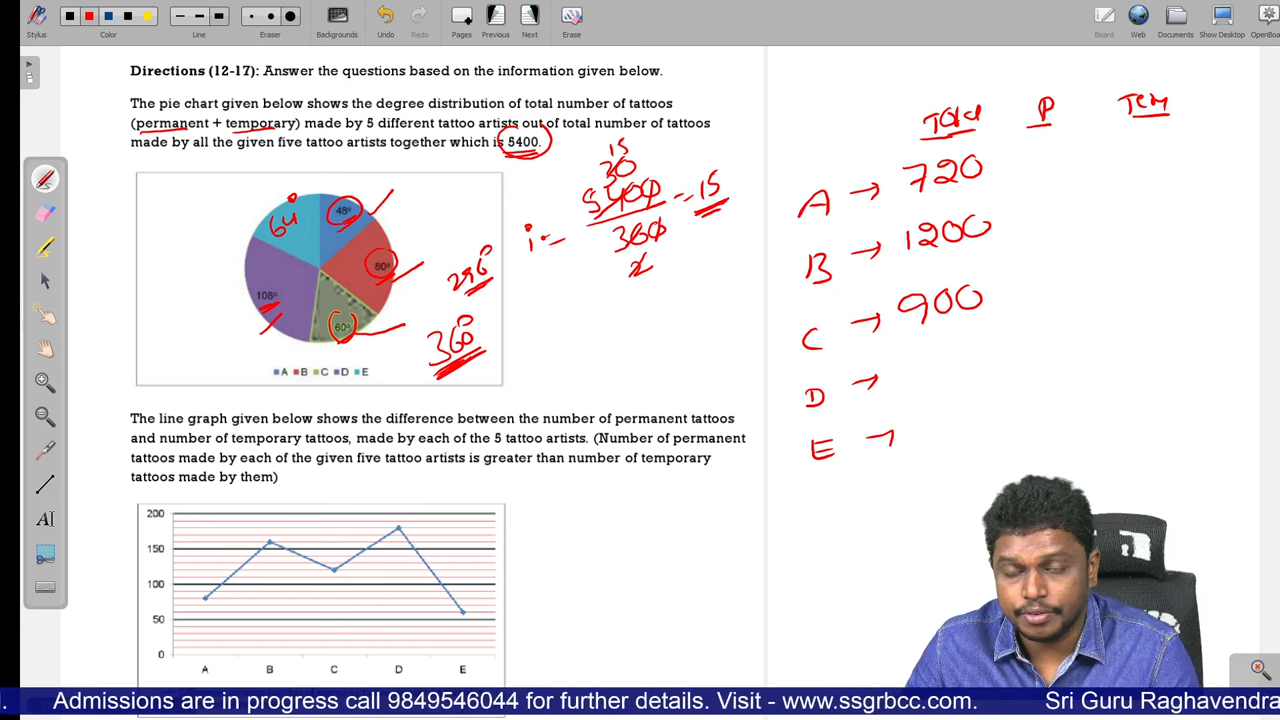 Stylus
Color
Line
Eraser
Backgrounds
Undo
Redo
Pages
Previous
Next
Erase
Board
Web
Documents
Show Desktop
OpenBoa
Directions (12-17): Answer the questions based on the information given below.
The pie chart given below shows the degree distribution of total number of tattoos
(permanent + temporary) made by 5 different tatoo artists out of total number of tattoos
made by all the given five tattoo artists together which is 5400.
48°
80°
60°
108°
64°
296°
360°
A B C D E
15
30
5400
1° =
= 15
360
2
Total P Tem
A → 720
B → 1200
C → 900
D →
E →
The line graph given below shows the difference between the number of permanent tattoos
and number of temporary tattoos, made by each of the 5 tattoo artists. (Number of permanent
tattoos made by each of the given five tattoo artists is greater than number of temporary
tattoos made by them)
200
150
100
50
0
A B C D E
. Admissions are in progress call 9849546044 for further details. Visit - www.ssgrbcc.com. Sri Guru Raghavendra